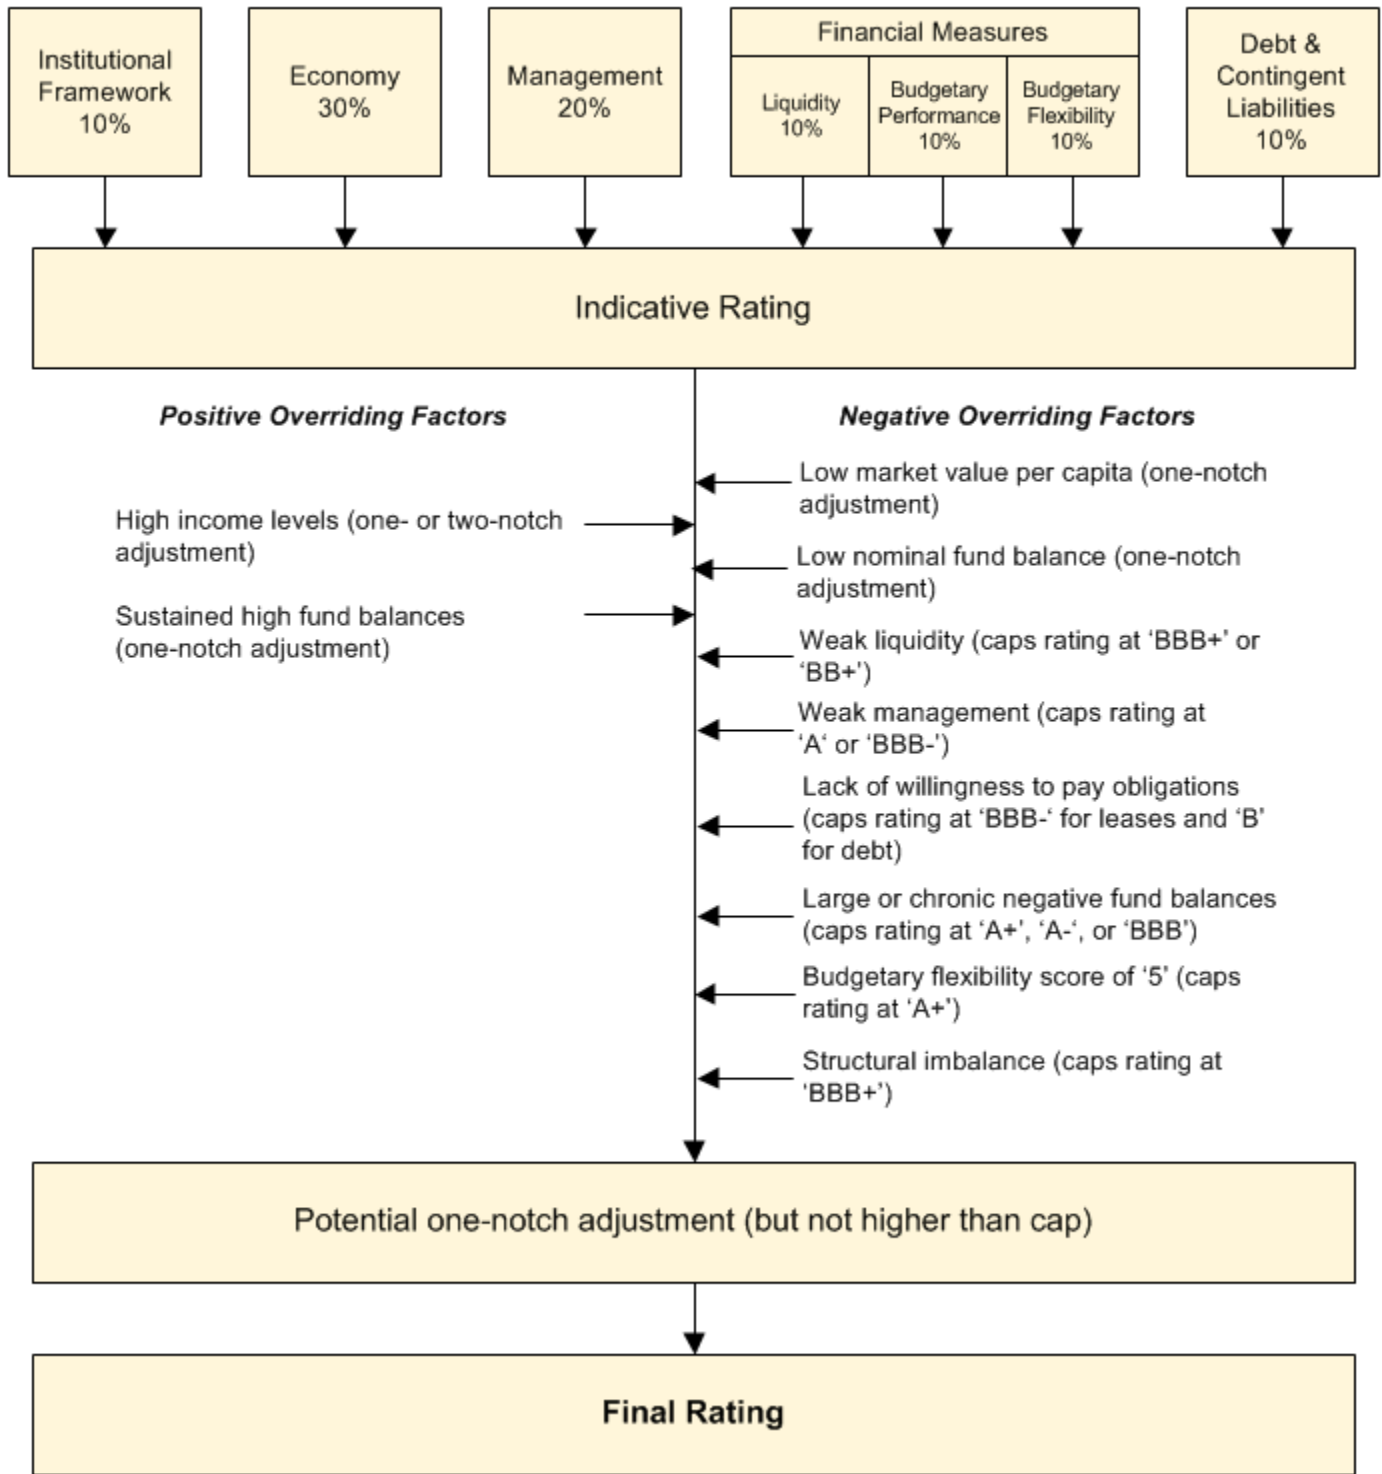 Institutional
Framework
10%
Economy
30%
Management
20%
Financial Measures
Liquidity
10%
Budgetary
Performance
10%
Budgetary
Flexibility
10%
Debt &
Contingent
Liabilities
10%
Indicative Rating
Positive Overriding Factors
High income levels (one- or two-notch
adjustment)
Sustained high fund balances
(one-notch adjustment)
Negative Overriding Factors
Low market value per capita (one-notch
adjustment)
Low nominal fund balance (one-notch
adjustment)
Weak liquidity (caps rating at ‘BBB+’ or
‘BB+’)
Weak management (caps rating at
‘A‘ or ‘BBB-’)
Lack of willingness to pay obligations
(caps rating at ‘BBB-‘ for leases and ‘B’
for debt)
Large or chronic negative fund balances
(caps rating at ‘A+’, ‘A-‘, or ‘BBB’)
Budgetary flexibility score of ‘5’ (caps
rating at ‘A+’)
Structural imbalance (caps rating at
‘BBB+’)
Potential one-notch adjustment (but not higher than cap)
Final Rating